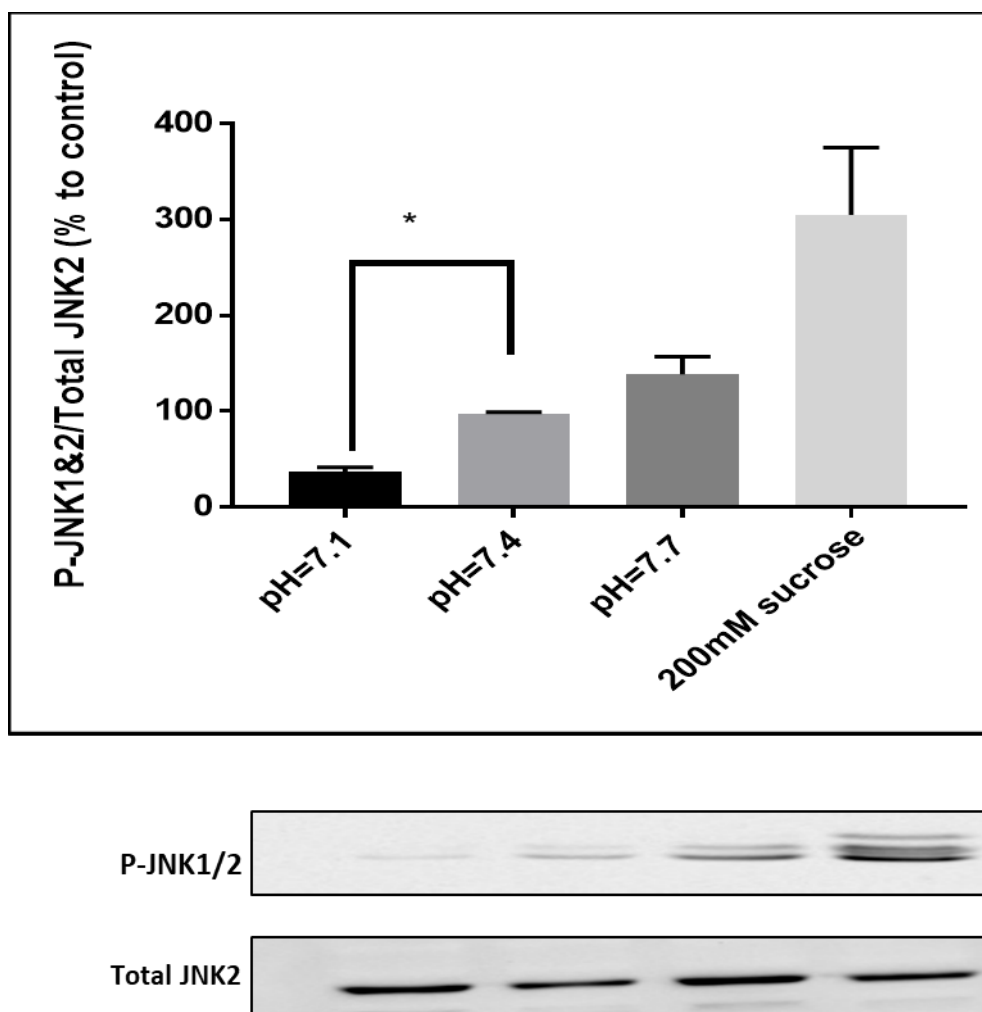 P-JNK1&2/Total JNK2 (% to control)
400
300
200
100
0
*
pH=7.1
pH=7.4
pH=7.7
200mM sucrose
P-JNK1/2
Total JNK2